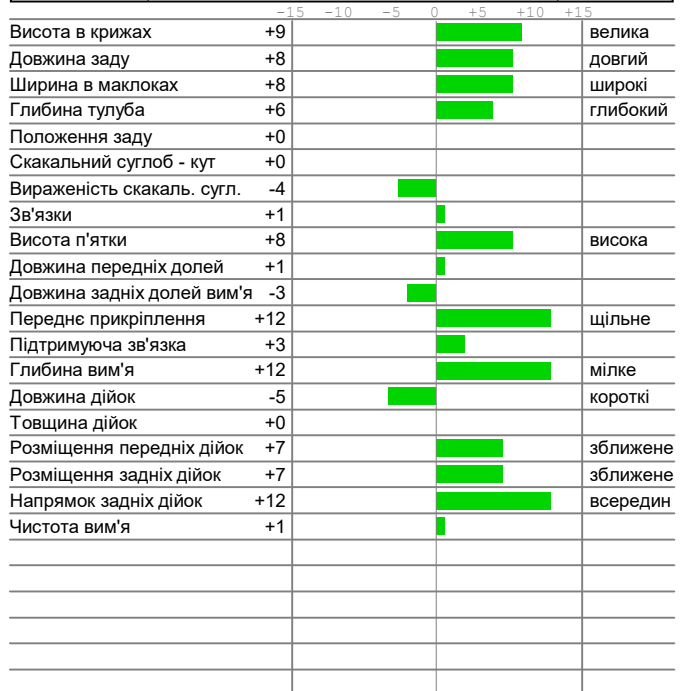 -15 -10 -5 0 +5 +10 +15
Висота в крижах +9 велика
Довжина заду +8 довгий
Ширина в маклоках +8 широкі
Глибина тулуба +6 глибокий
Положення заду +0
Скакальний суглоб - кут +0
Вираженість скакаль. сугл. -4
Зв'язки +1
Висота п'ятки +8 висока
Довжина передніх долей +1
Довжина задніх долей вим'я -3
Переднє прикріплення +12 щільне
Підтримуюча зв'язка +3
Глибина вим'я +12 мілке
Довжина дійок -5 короткі
Товщина дійок +0
Розміщення передніх дійок +7 зближене
Розміщення задніх дійок +7 зближене
Напрямок задніх дійок +12 всередин
Чистота вим'я +1